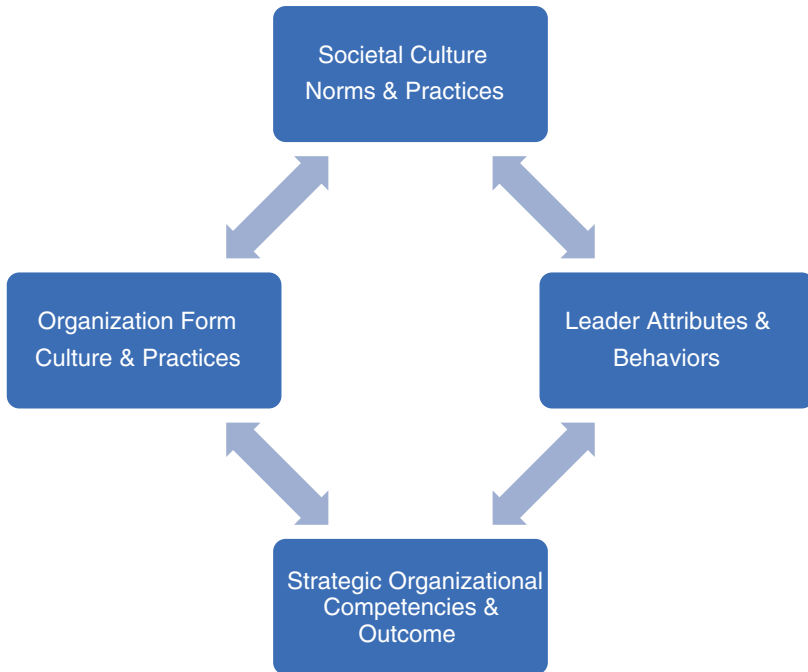 Societal Culture
Norms & Practices
Organization Form
Culture & Practices
Leader Attributes &
Behaviors
Strategic Organizational
Competencies &
Outcome